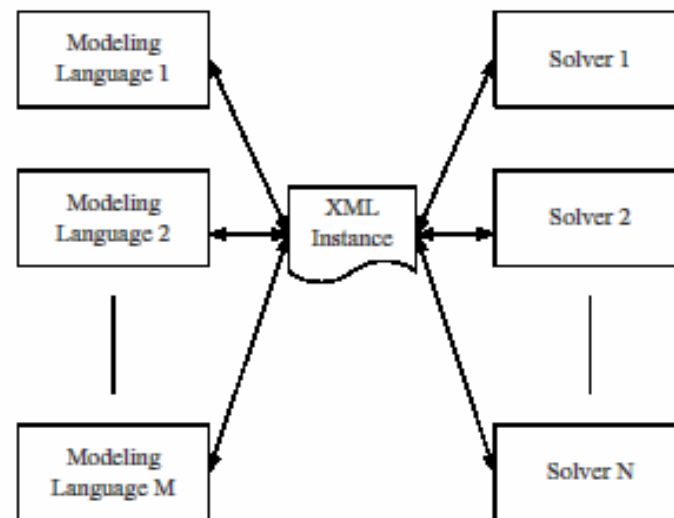 Modeling
Language 1
Solver 1
Modeling
Language 2
XML
Instance
Solver 2
Modeling
Language M
Solver N